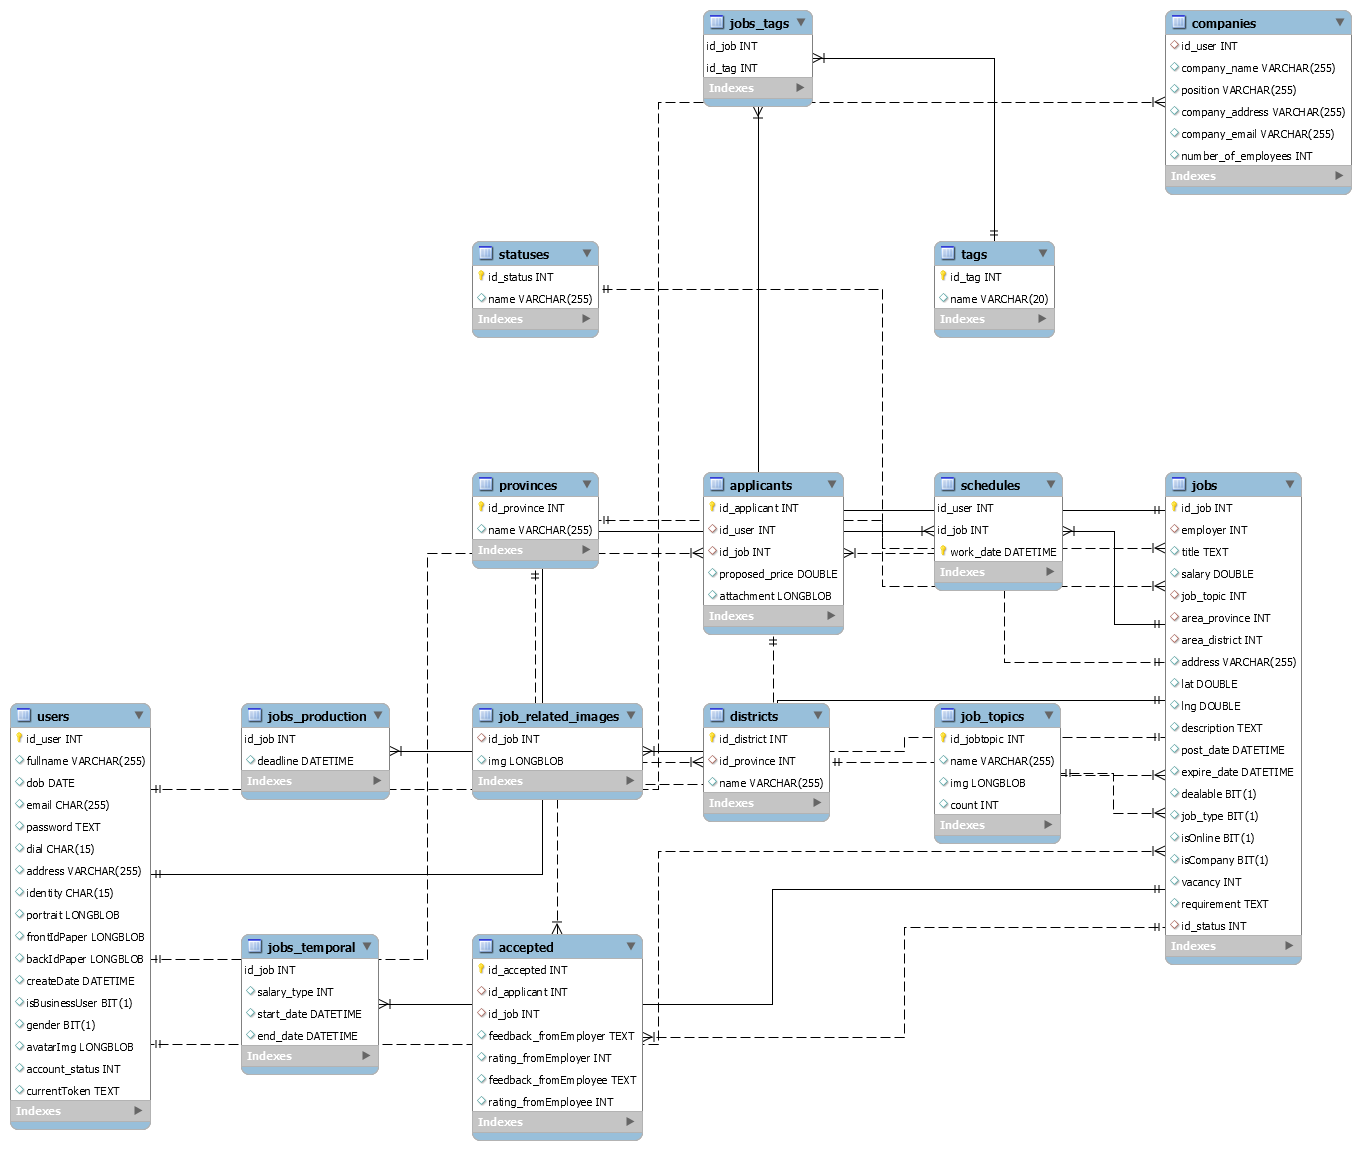 jobs_tags
id_job INT
id_tag INT
Indexes
companies
id_user INT
company_name VARCHAR(255)
position VARCHAR(255)
company_address VARCHAR(255)
company_email VARCHAR(255)
number_of_employees INT
Indexes
statuses
id_status INT
name VARCHAR(255)
Indexes
tags
id_tag INT
name VARCHAR(20)
Indexes
provinces
id_province INT
name VARCHAR(255)
Indexes
applicants
id_applicant INT
id_user INT
id_job INT
proposed_price DOUBLE
attachment LONGBLOB
Indexes
schedules
id_user INT
id_job INT
work_date DATETIME
Indexes
jobs
id_job INT
employer INT
title TEXT
salary DOUBLE
job_topic INT
area_province INT
area_district INT
address VARCHAR(255)
lat DOUBLE
lng DOUBLE
description TEXT
post_date DATETIME
expire_date DATETIME
dealable BIT(1)
job_type BIT(1)
isOnline BIT(1)
isCompany BIT(1)
vacancy INT
requirement TEXT
id_status INT
Indexes
users
id_user INT
fullname VARCHAR(255)
dob DATE
email CHAR(255)
password TEXT
dial CHAR(15)
address VARCHAR(255)
identity CHAR(15)
portrait LONGBLOB
frontIdPaper LONGBLOB
backIdPaper LONGBLOB
createDate DATETIME
isBusinessUser BIT(1)
gender BIT(1)
avatarImg LONGBLOB
account_status INT
currentToken TEXT
Indexes
jobs_production
id_job INT
deadline DATETIME
Indexes
job_related_images
id_job INT
img LONGBLOB
Indexes
districts
id_district INT
id_province INT
name VARCHAR(255)
Indexes
job_topics
id_jobtopic INT
name VARCHAR(255)
img LONGBLOB
count INT
Indexes
jobs_temporal
id_job INT
salary_type INT
start_date DATETIME
end_date DATETIME
Indexes
accepted
id_accepted INT
id_applicant INT
id_job INT
feedback_fromEmployer TEXT
rating_fromEmployer INT
feedback_fromEmployee TEXT
rating_fromEmployee INT
Indexes